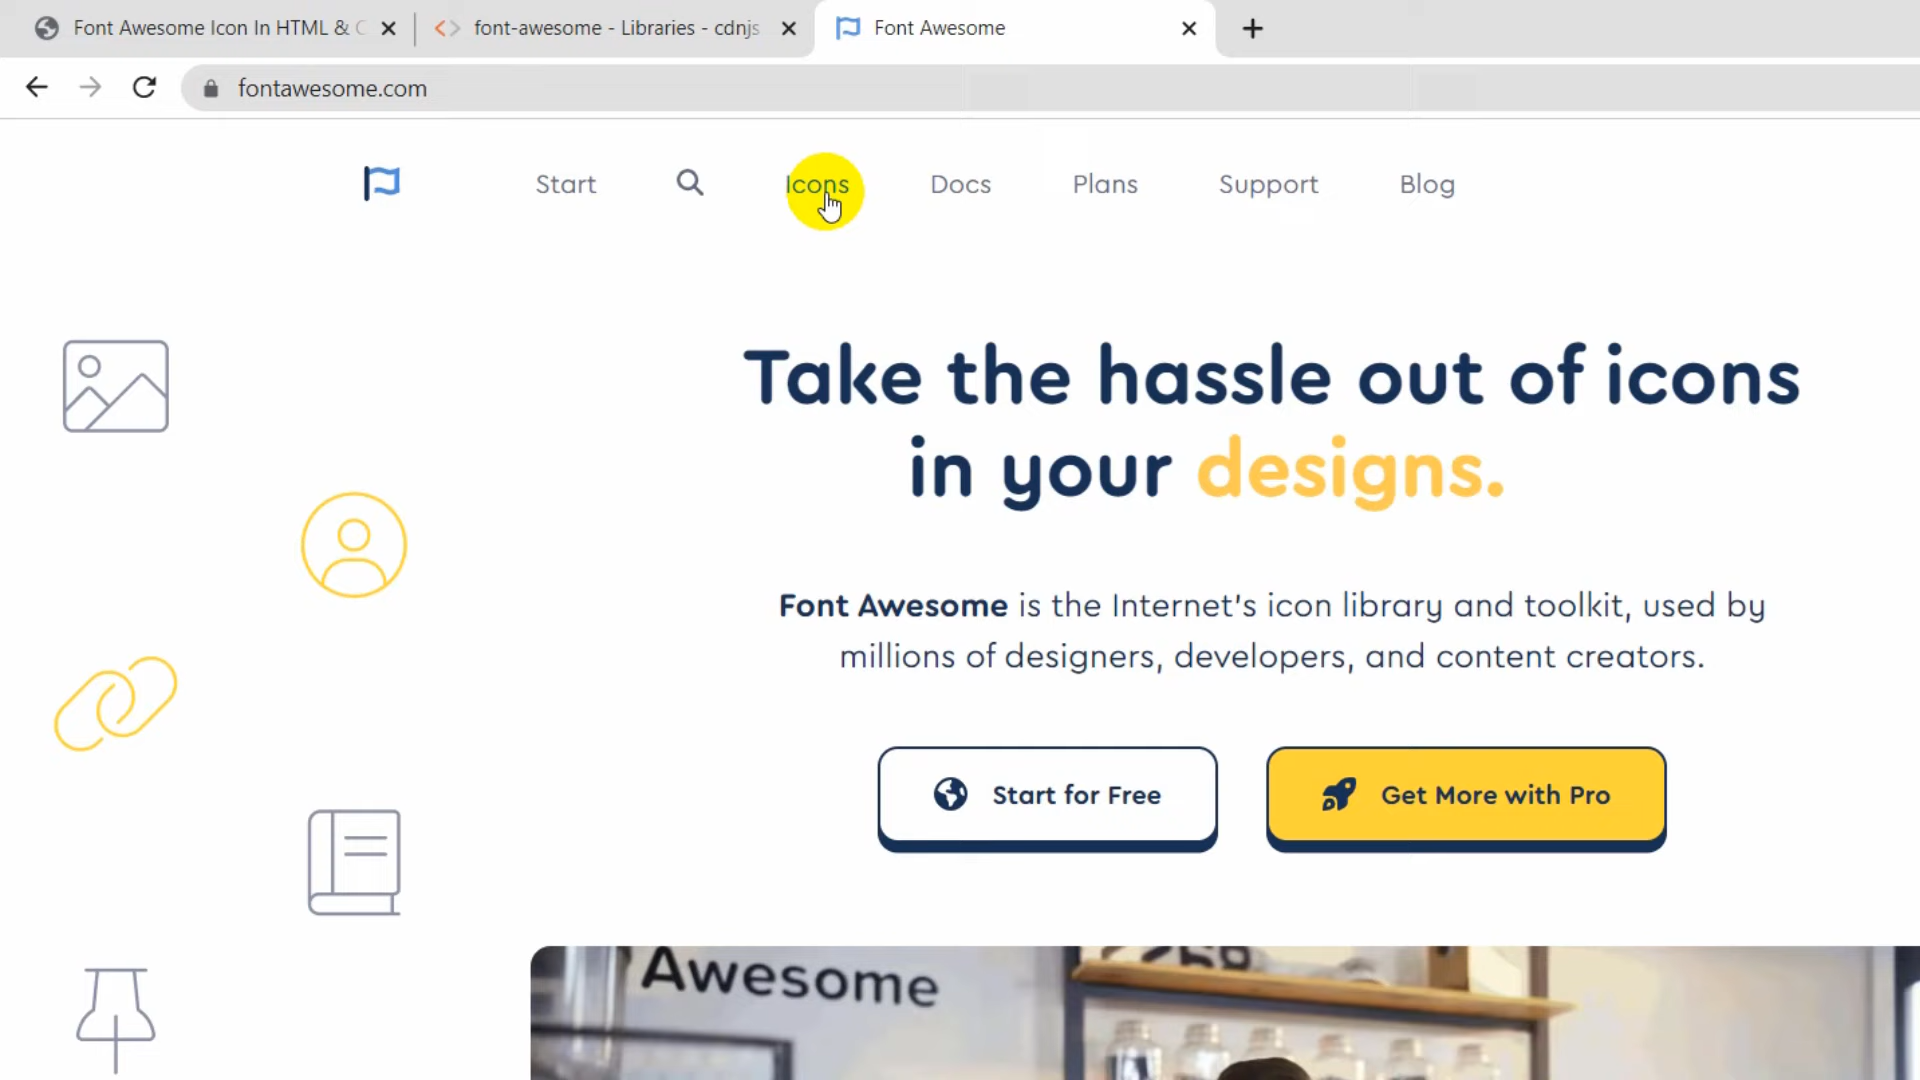 Font Awesome Icon In HTML & C
font-awesome - Libraries - cdnjs
Font Awesome
fontawesome.com
Start
Icons
Docs
Plans
Support
Blog
Take the hassle out of icons
in your designs.
Font Awesome is the Internet's icon library and toolkit, used by
millions of designers, developers, and content creators.
Start for Free
Get More with Pro
Awesome